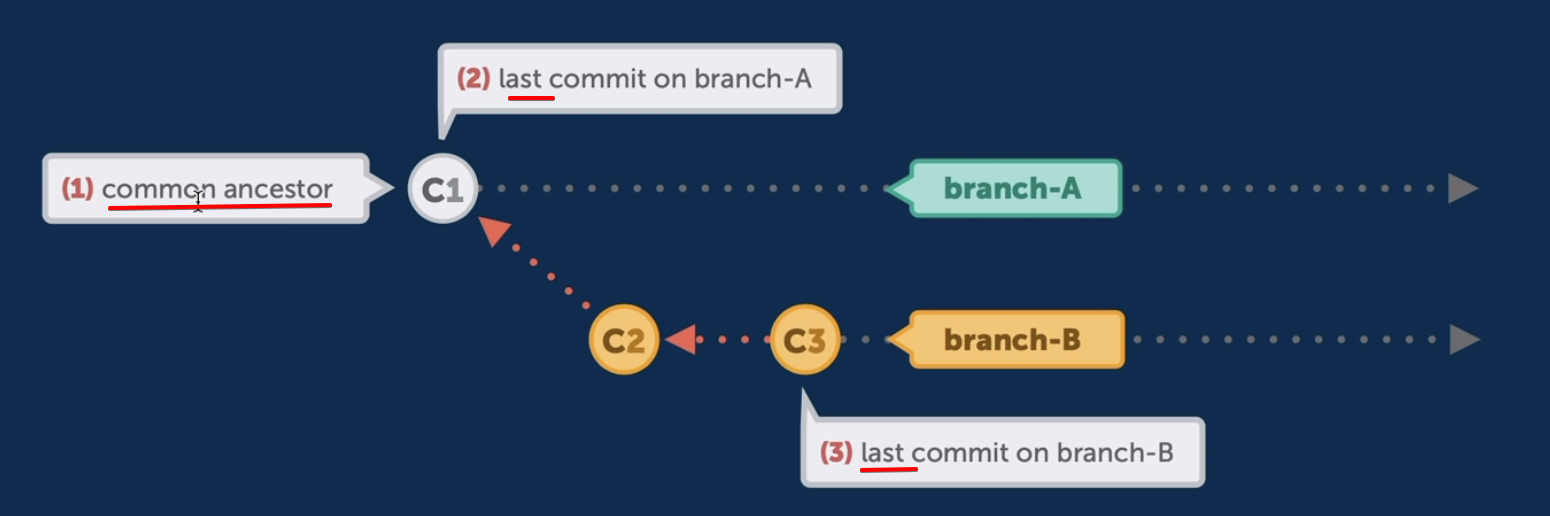 (2) last commit on branch-A
(1) common ancestor
C1
branch-A
C2
C3
branch-B
(3) last commit on branch-B